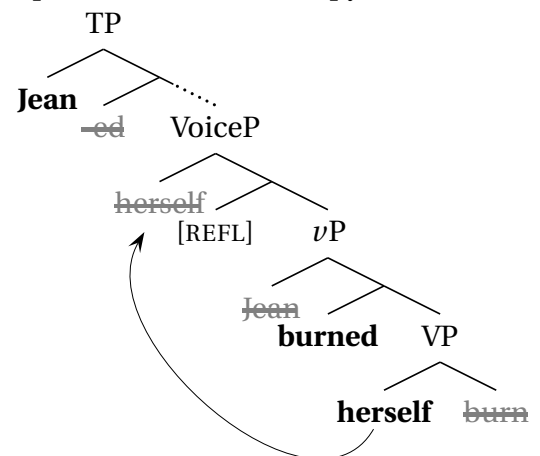 TP
Jean
-ed
VoiceP
herself
[REFL]
vP
Jean
burned
VP
herself
burn